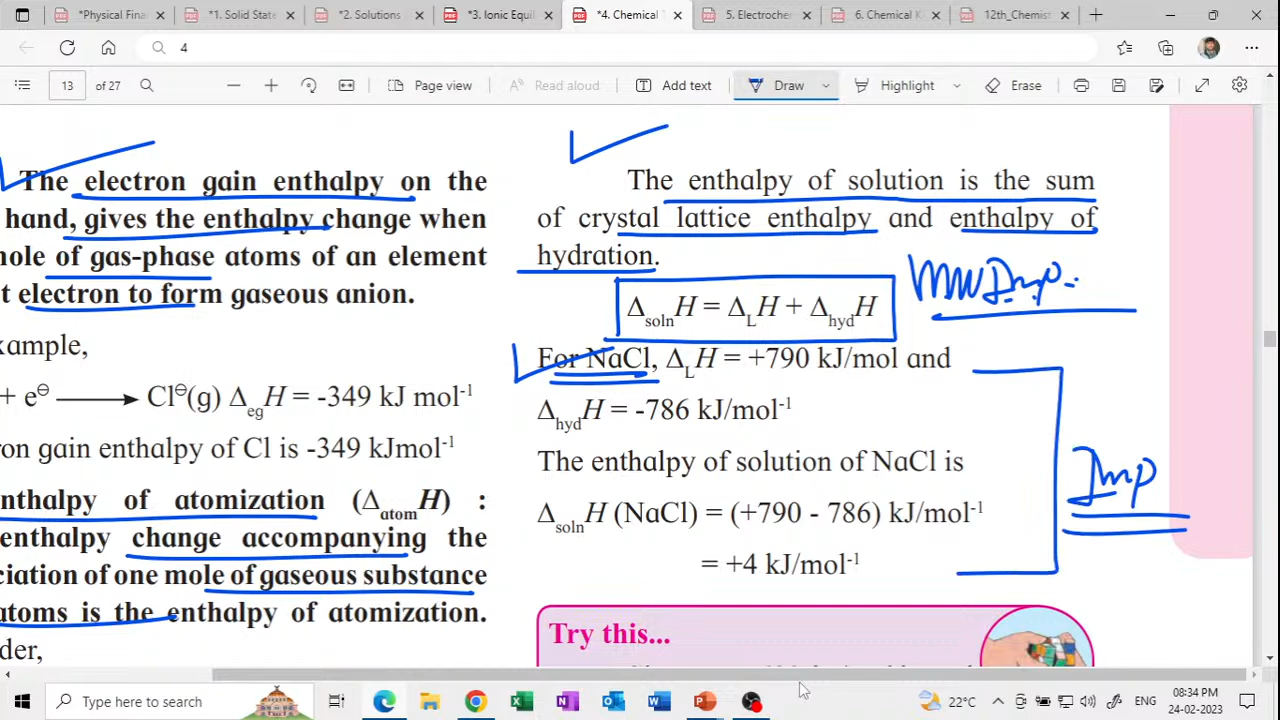 *Physical Finan
*1. Solid State
*2. Solutions
*3. Ionic Equil
*4. Chemical T
5. Electrochem
6. Chemical K
12th_Chemist
4
13 of 27
Page view
Read aloud
Add text
Draw
Highlight
Erase
The electron gain enthalpy on the
hand, gives the enthalpy change when
nole of gas-phase atoms of an element
t electron to form gaseous anion.
xample,
+ e⊖ ⟶ Cl⊖(g) ΔegH = -349 kJ mol-1
ron gain enthalpy of Cl is -349 kJmol-1
nthalpy of atomization (ΔatomH) :
enthalpy change accompanying the
ciation of one mole of gaseous substance
atoms is the enthalpy of atomization.
der,
The enthalpy of solution is the sum
of crystal lattice enthalpy and enthalpy of
hydration.
ΔsolnH = ΔLH + ΔhydH
Imp.
For NaCl, ΔLH = +790 kJ/mol and
ΔhydH = -786 kJ/mol-1
The enthalpy of solution of NaCl is
ΔsolnH (NaCl) = (+790 - 786) kJ/mol-1
= +4 kJ/mol-1
Imp
Try this...
Type here to search
22°C
ENG
08:34 PM
24-02-2023